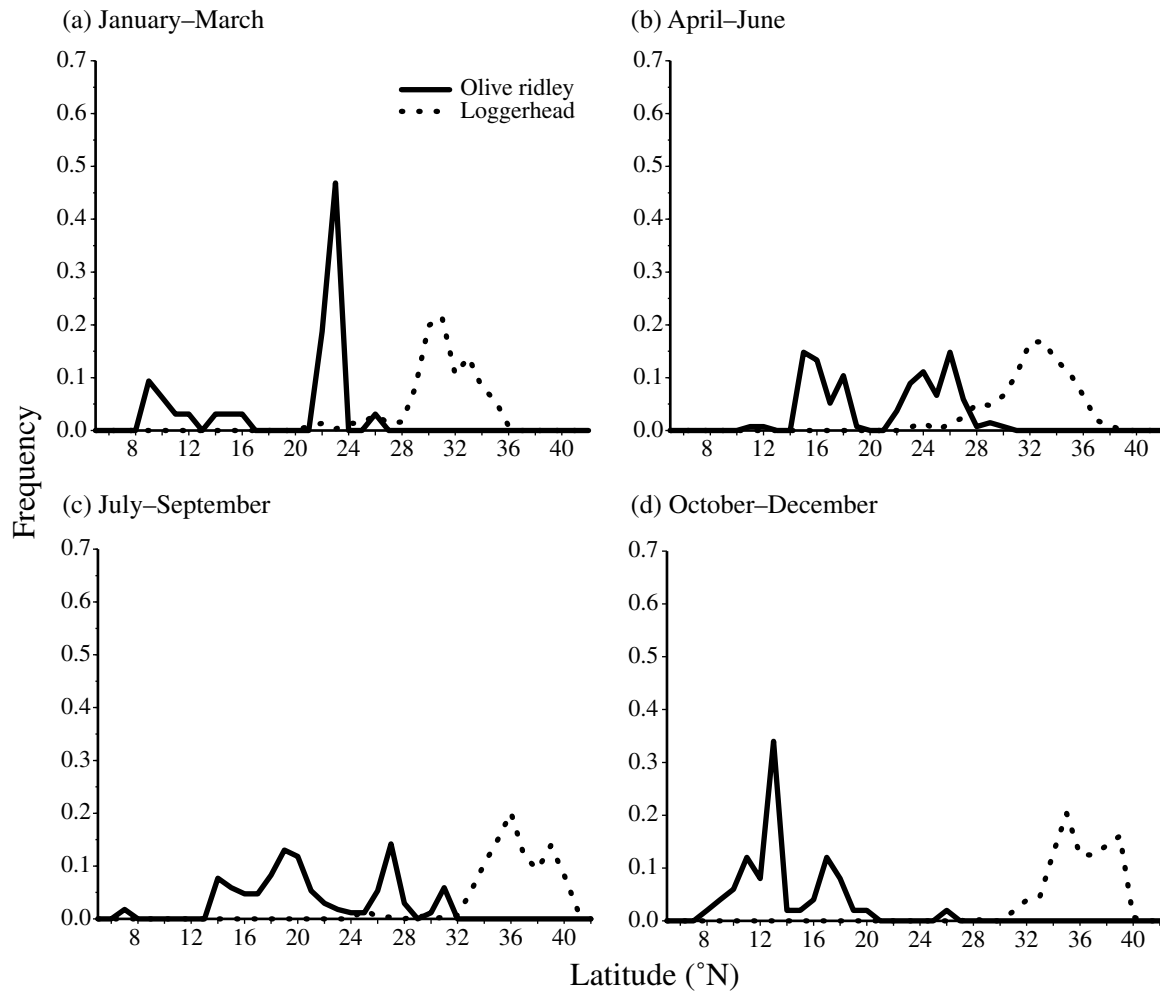 (a) January–March
0.7
0.6
0.5
0.4
0.3
0.2
0.1
0.0
8 12 16 20 24 28 32 36 40
Olive ridley
Loggerhead
(b) April–June
0.7
0.6
0.5
0.4
0.3
0.2
0.1
0.0
8 12 16 20 24 28 32 36 40
Frequency
(c) July–September
0.7
0.6
0.5
0.4
0.3
0.2
0.1
0.0
8 12 16 20 24 28 32 36 40
(d) October–December
0.7
0.6
0.5
0.4
0.3
0.2
0.1
0.0
8 12 16 20 24 28 32 36 40
Latitude (˚N)